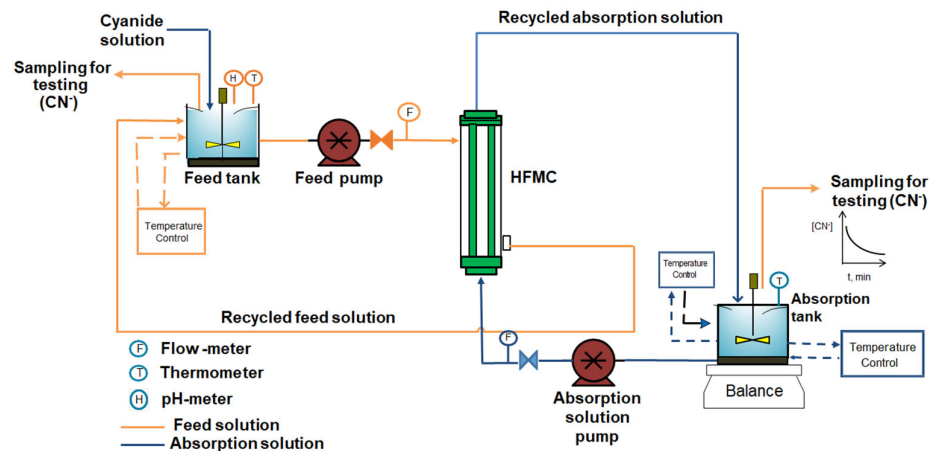 Cyanide
solution
Recycled absorption solution
Sampling for
testing
(CN-)
H
T
F
Feed tank
Feed pump
HFMC
Sampling for
testing (CN-)
[CN-]
t, min
Temperature
Control
Temperature
Control
T
Absorption
tank
Recycled feed solution
F
Temperature
Control
Balance
Absorption
solution
pump
F Flow-meter
T Thermometer
H pH-meter
Feed solution
Absorption solution